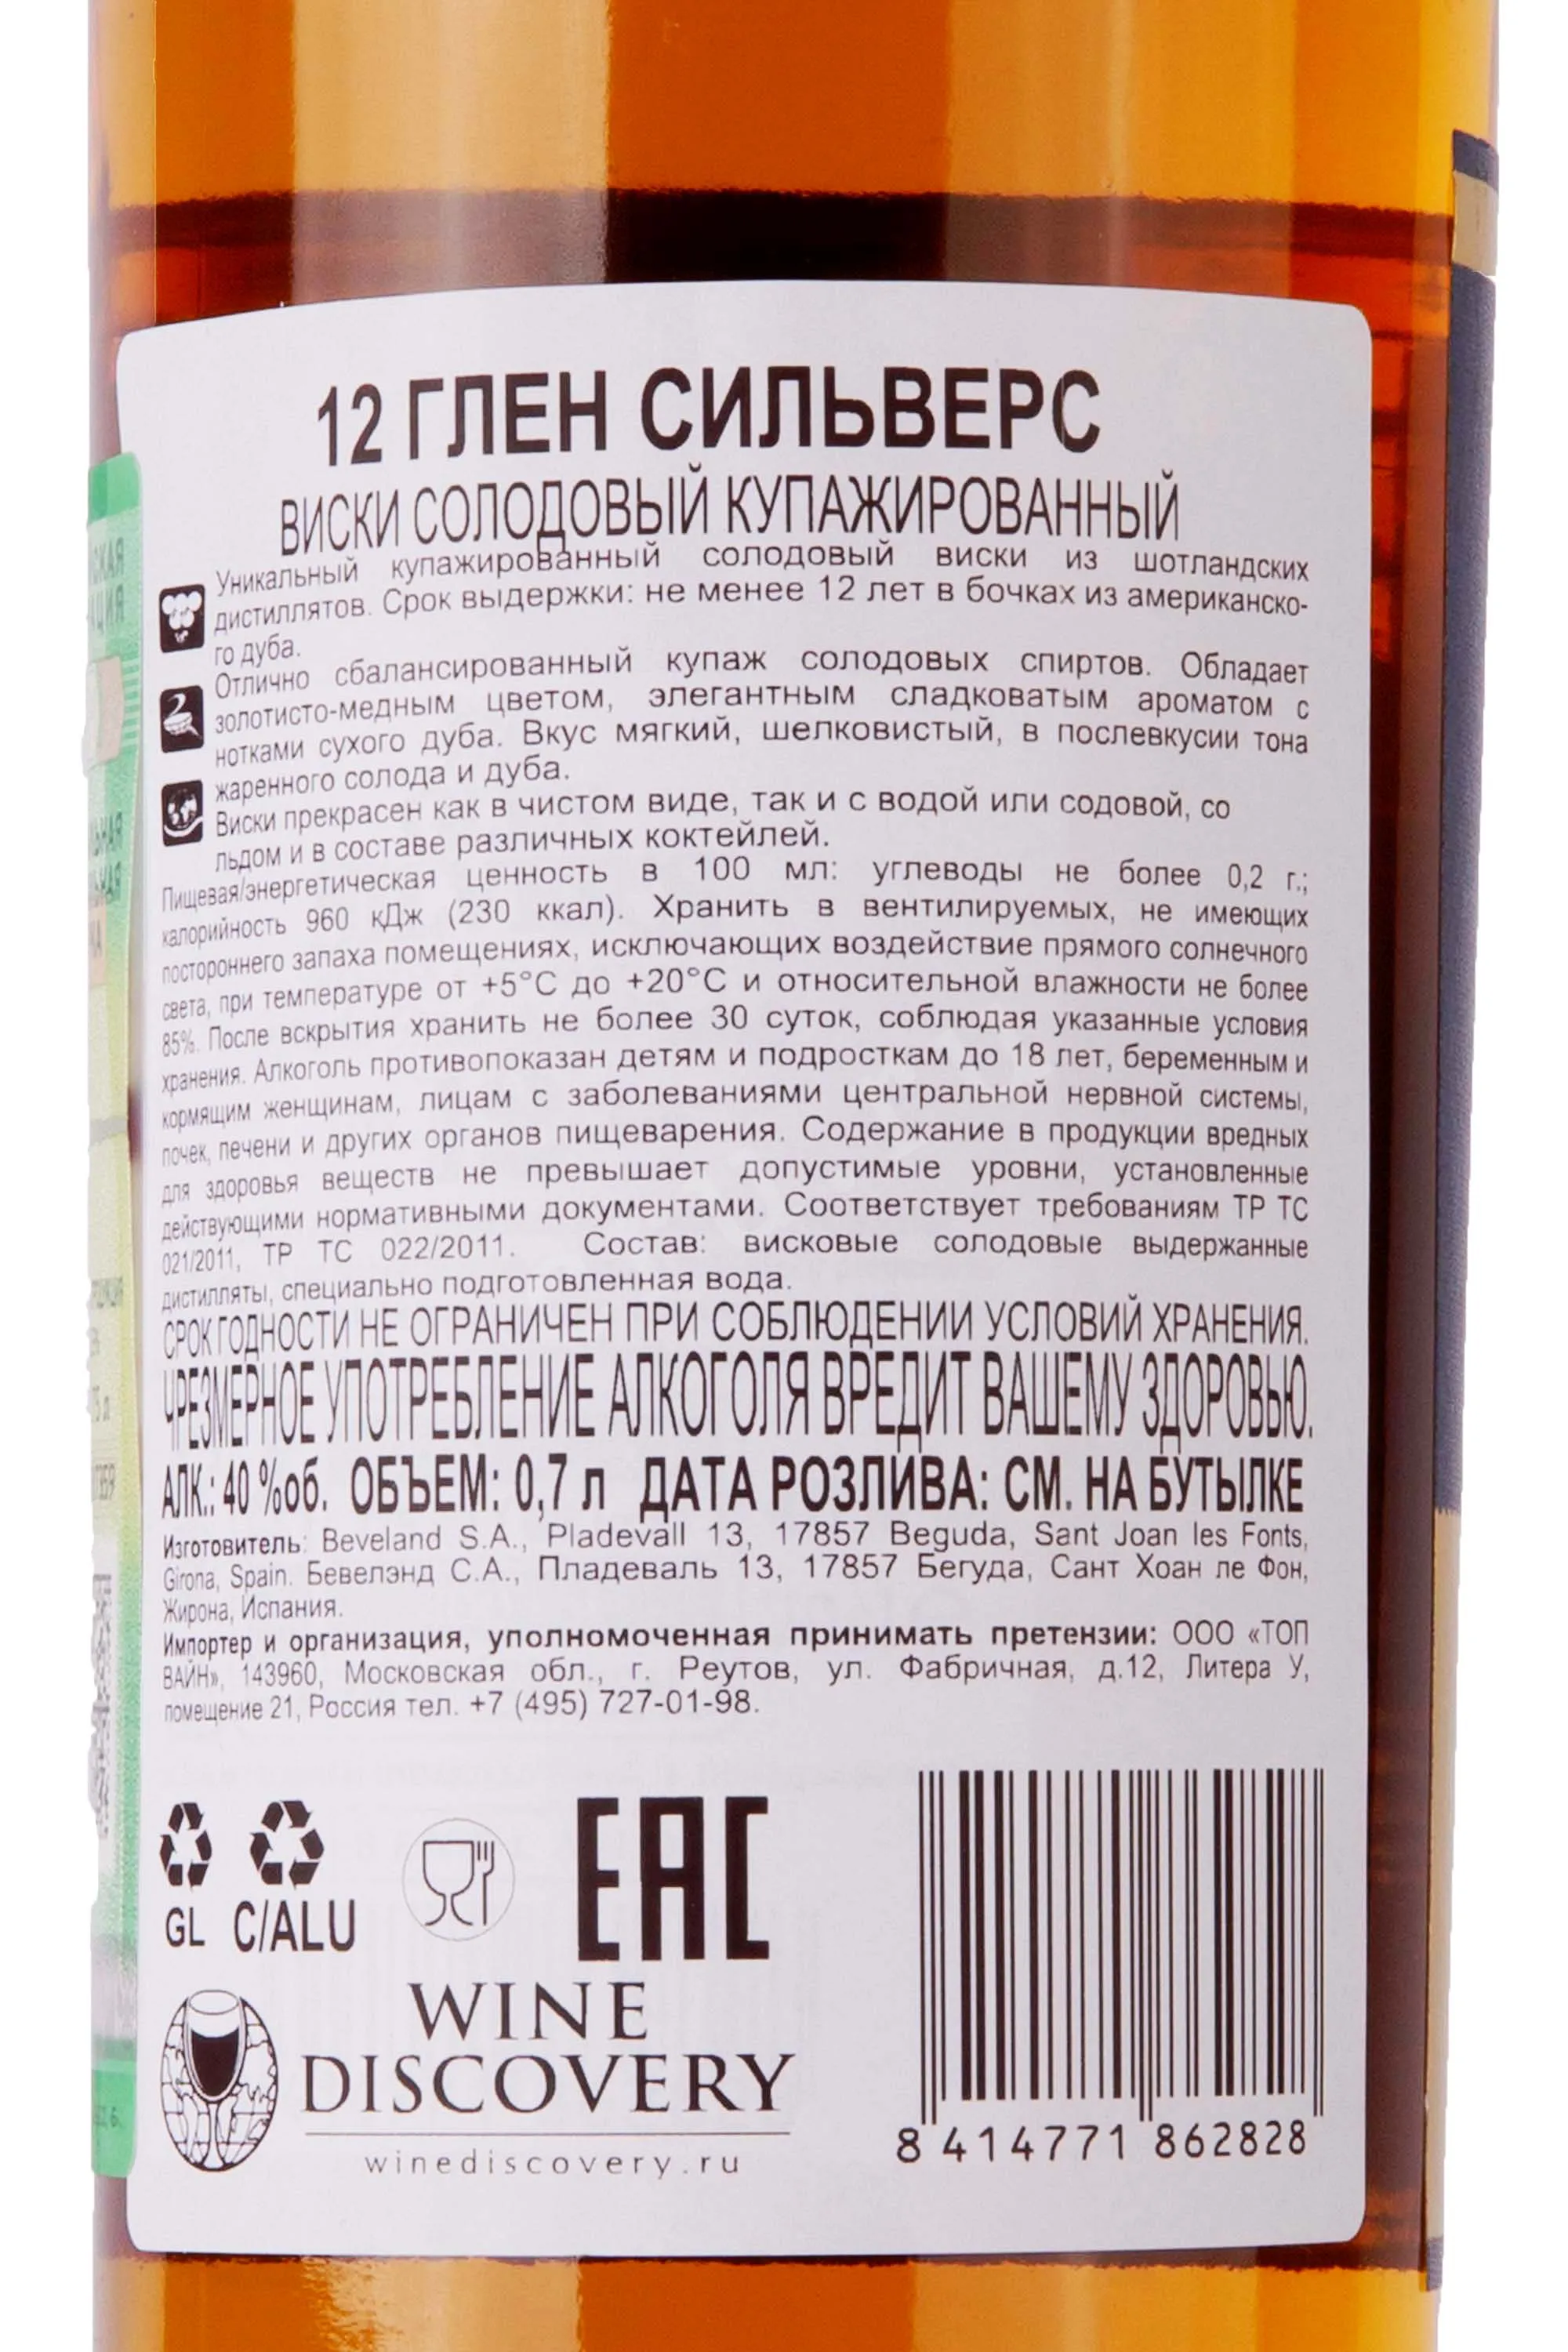 12 ГЛЕН СИЛЬВЕРС
ВИСКИ СОЛОДОВЫЙ КУПАЖИРОВАННЫЙ
Уникальный купажированный солодовый виски из шотландских
дистиллятов. Срок выдержки: не менее 12 лет в бочках из американско-
го дуба.
Отлично сбалансированный купаж солодовых спиртов. Обладает
золотисто-медным цветом, элегантным сладковатым ароматом с
нотками сухого дуба. Вкус мягкий, шелковистый, в послевкусии тона
жаренного солода и дуба.
Виски прекрасен как в чистом виде, так и с водой или содовой, со
льдом и в составе различных коктейлей.
Пищевая/энергетическая ценность в 100 мл: углеводы не более 0,2 г.;
калорийность 960 кДж (230 ккал). Хранить в вентилируемых, не имеющих
постороннего запаха помещениях, исключающих воздействие прямого солнечного
света, при температуре от +5°С до +20°С и относительной влажности не более
85%. После вскрытия хранить не более 30 суток, соблюдая указанные условия
хранения. Алкоголь противопоказан детям и подросткам до 18 лет, беременным и
кормящим женщинам, лицам с заболеваниями центральной нервной системы,
почек, печени и других органов пищеварения. Содержание в продукции вредных
для здоровья веществ не превышает допустимые уровни, установленные
действующими нормативными документами. Соответствует требованиям ТР ТС
021/2011, ТР ТС 022/2011. Состав: висковые солодовые выдержанные
дистилляты, специально подготовленная вода.
СРОК ГОДНОСТИ НЕ ОГРАНИЧЕН ПРИ СОБЛЮДЕНИИ УСЛОВИЙ ХРАНЕНИЯ.
ЧРЕЗМЕРНОЕ УПОТРЕБЛЕНИЕ АЛКОГОЛЯ ВРЕДИТ ВАШЕМУ ЗДОРОВЬЮ.
АЛК.: 40 %об. ОБЪЕМ: 0,7 л ДАТА РОЗЛИВА: СМ. НА БУТЫЛКЕ
Изготовитель: Beveland S.A., Pladevall 13, 17857 Beguda, Sant Joan les Fonts,
Girona, Spain. Бевелэнд С.А., Пладеваль 13, 17857 Бегуда, Сант Хоан ле Фон,
Жирона, Испания.
Импортер и организация, уполномоченная принимать претензии: ООО «ТОП
ВАЙН», 143960, Московская обл., г. Реутов, ул. Фабричная, д.12, Литера У,
помещение 21, Россия тел. +7 (495) 727-01-98.
GL C/ALU
EAC
WINE
DISCOVERY
winediscovery.ru
8 414771 862828